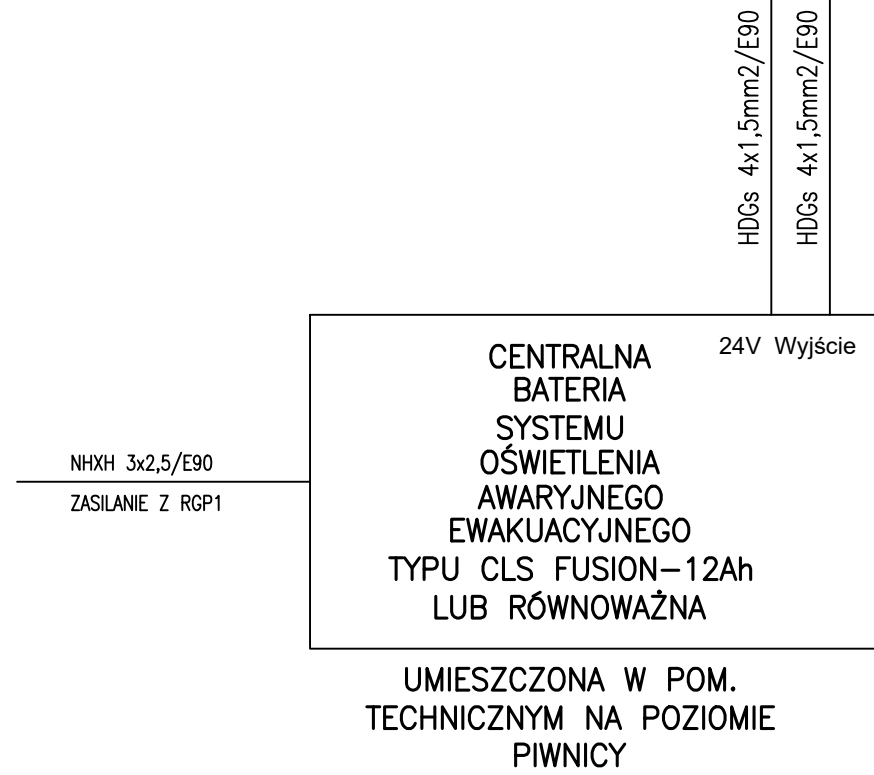 HDGs 4x1,5mm2/E90
HDGs 4x1,5mm2/E90
24V Wyjście
CENTRALNA
BATERIA
SYSTEMU
OŚWIETLENIA
AWARYJNEGO
EWAKUACYJNEGO
TYPU CLS FUSION-12Ah
LUB RÓWNOWAŻNA
NHXH 3x2,5/E90
ZASILANIE Z RGP1
UMIESZCZONA W POM.
TECHNICZNYM NA POZIOMIE
PIWNICY